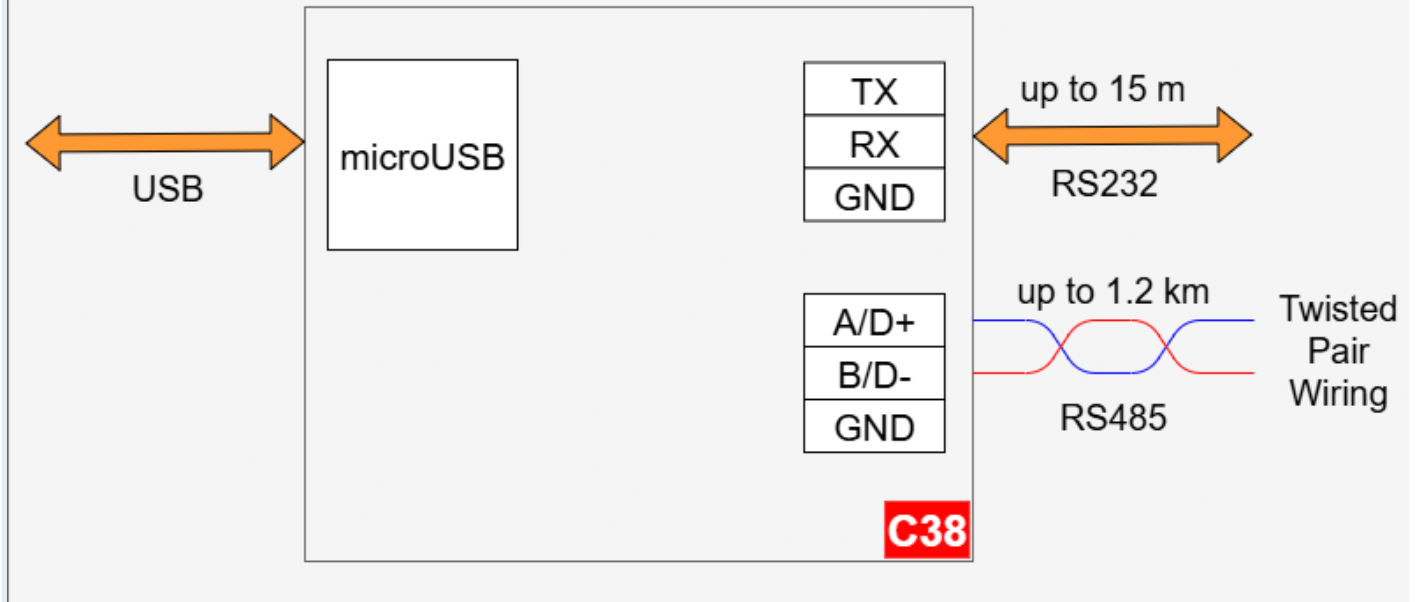 USB
microUSB
TX
RX
GND
up to 15 m
RS232
A/D+
B/D-
GND
up to 1.2 km
RS485
Twisted
Pair
Wiring
C38